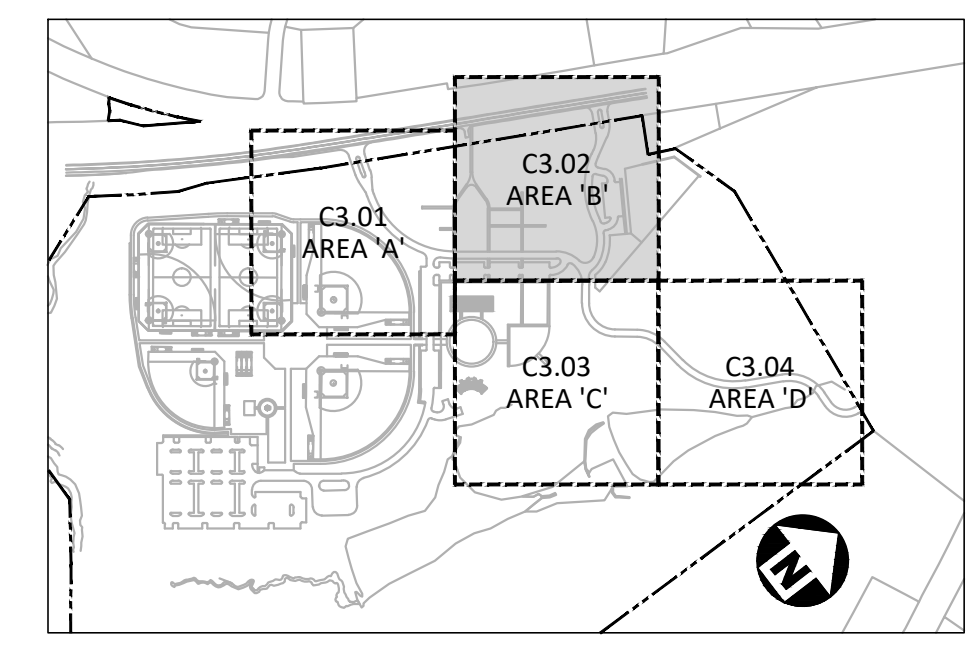 C3.02
AREA 'B'
C3.01
AREA 'A'
C3.03
AREA 'C'
C3.04
AREA 'D'
N